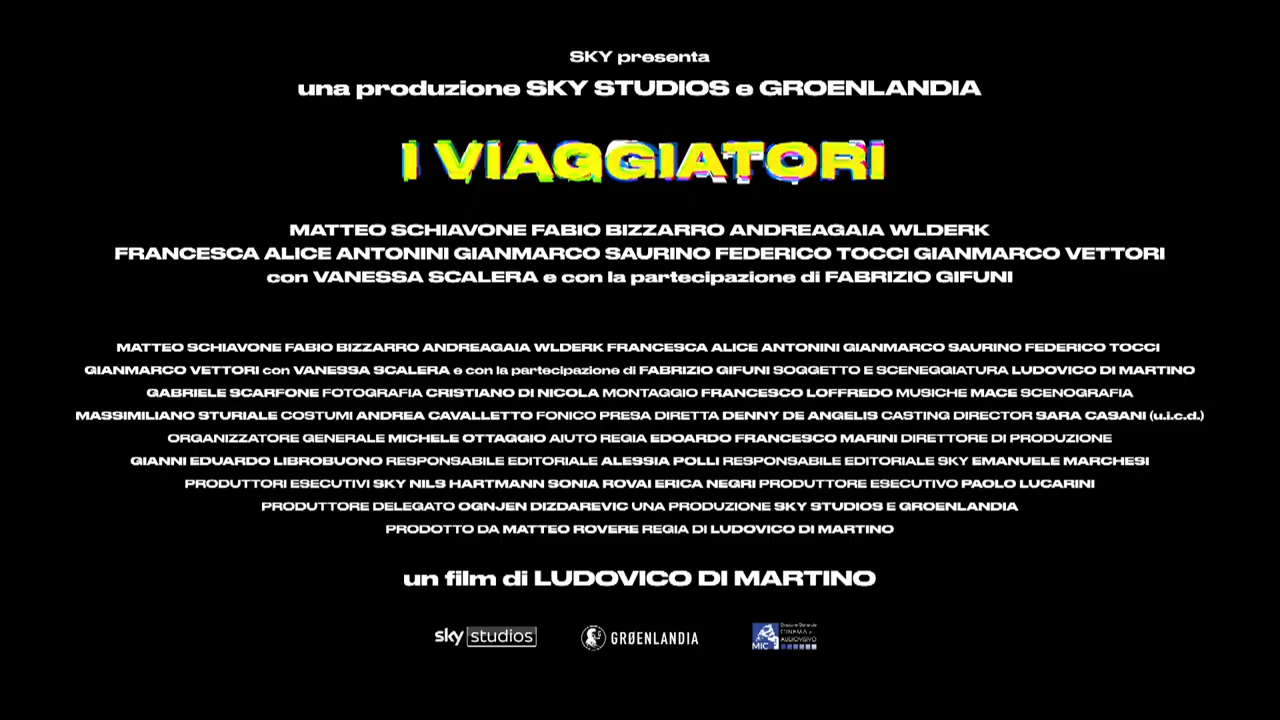 SKY presenta
una produzione SKY STUDIOS e GROENLANDIA
I VIAGGIATORI
MATTEO SCHIAVONE FABIO BIZZARRO ANDREAGAIA WLDERK
FRANCESCA ALICE ANTONINI GIANMARCO SAURINO FEDERICO TOCCI GIANMARCO VETTORI
con VANESSA SCALERA e con la partecipazione di FABRIZIO GIFUNI
MATTEO SCHIAVONE FABIO BIZZARRO ANDREAGAIA WLDERK FRANCESCA ALICE ANTONINI GIANMARCO SAURINO FEDERICO TOCCI
GIANMARCO VETTORI con VANESSA SCALERA e con la partecipazione di FABRIZIO GIFUNI SOGGETTO E SCENEGGIATURA LUDOVICO DI MARTINO
GABRIELE SCARFONE FOTOGRAFIA CRISTIANO DI NICOLA MONTAGGIO FRANCESCO LOFFREDO MUSICHE MACE SCENOGRAFIA
MASSIMILIANO STURIALE COSTUMI ANDREA CAVALLETTO FONICO PRESA DIRETTA DENNY DE ANGELIS CASTING DIRECTOR SARA CASANI (u.i.c.d.)
ORGANIZZATORE GENERALE MICHELE OTTAGGIO AIUTO REGIA EDOARDO FRANCESCO MARINI DIRETTORE DI PRODUZIONE
GIANNI EDUARDO LIBROBUONO RESPONSABILE EDITORIALE ALESSIA POLLI RESPONSABILE EDITORIALE SKY EMANUELE MARCHESI
PRODUTTORI ESECUTIVI SKY NILS HARTMANN SONIA ROVAI ERICA NEGRI PRODUTTORE ESECUTIVO PAOLO LUCARINI
PRODUTTORE DELEGATO OGNJEN DIZDAREVIC UNA PRODUZIONE SKY STUDIOS E GROENLANDIA
PRODOTTO DA MATTEO ROVERE REGIA DI LUDOVICO DI MARTINO
un film di LUDOVICO DI MARTINO
sky studios
GRØENLANDIA
MIC Direzione Generale
CINEMA e
AUDIOVISIVO